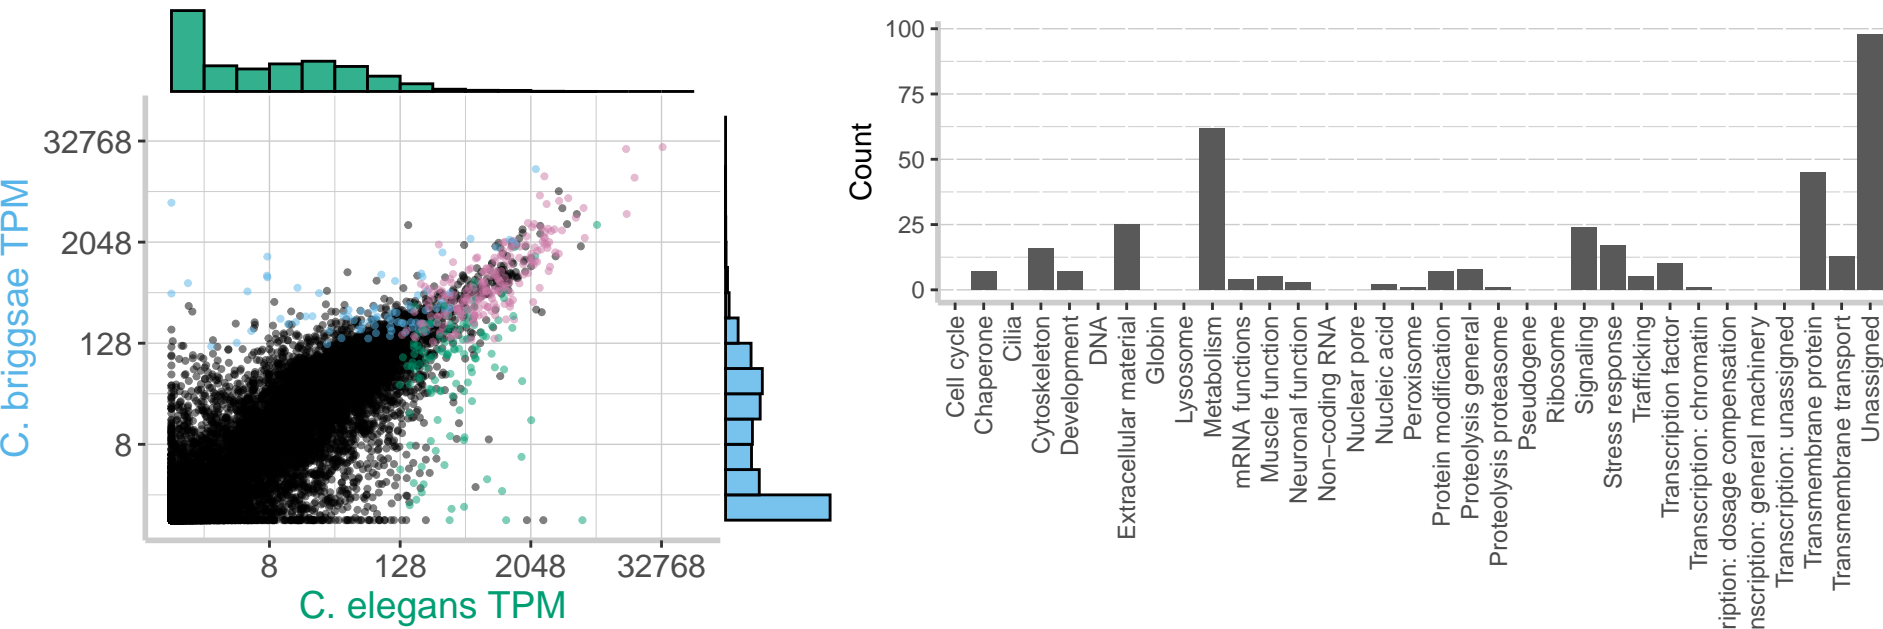 32768
2048
128
8
C. briggsae TPM
8
128
2048
32768
C. elegans TPM
100
75
50
25
0
Count
Cell cycle
Chaperone
Cilia
Cytoskeleton
Development
DNA
Extracellular material
Globin
Lysosome
Metabolism
mRNA functions
Muscle function
Neuronal function
Non−coding RNA
Nuclear pore
Nucleic acid
Peroxisome
Protein modification
Proteolysis general
Proteolysis proteasome
Pseudogene
Ribosome
Signaling
Stress response
Trafficking
Transcription factor
Transcription: chromatin
ription: dosage compensation
nscription: general machinery
Transcription: unassigned
Transmembrane protein
Transmembrane transport
Unassigned